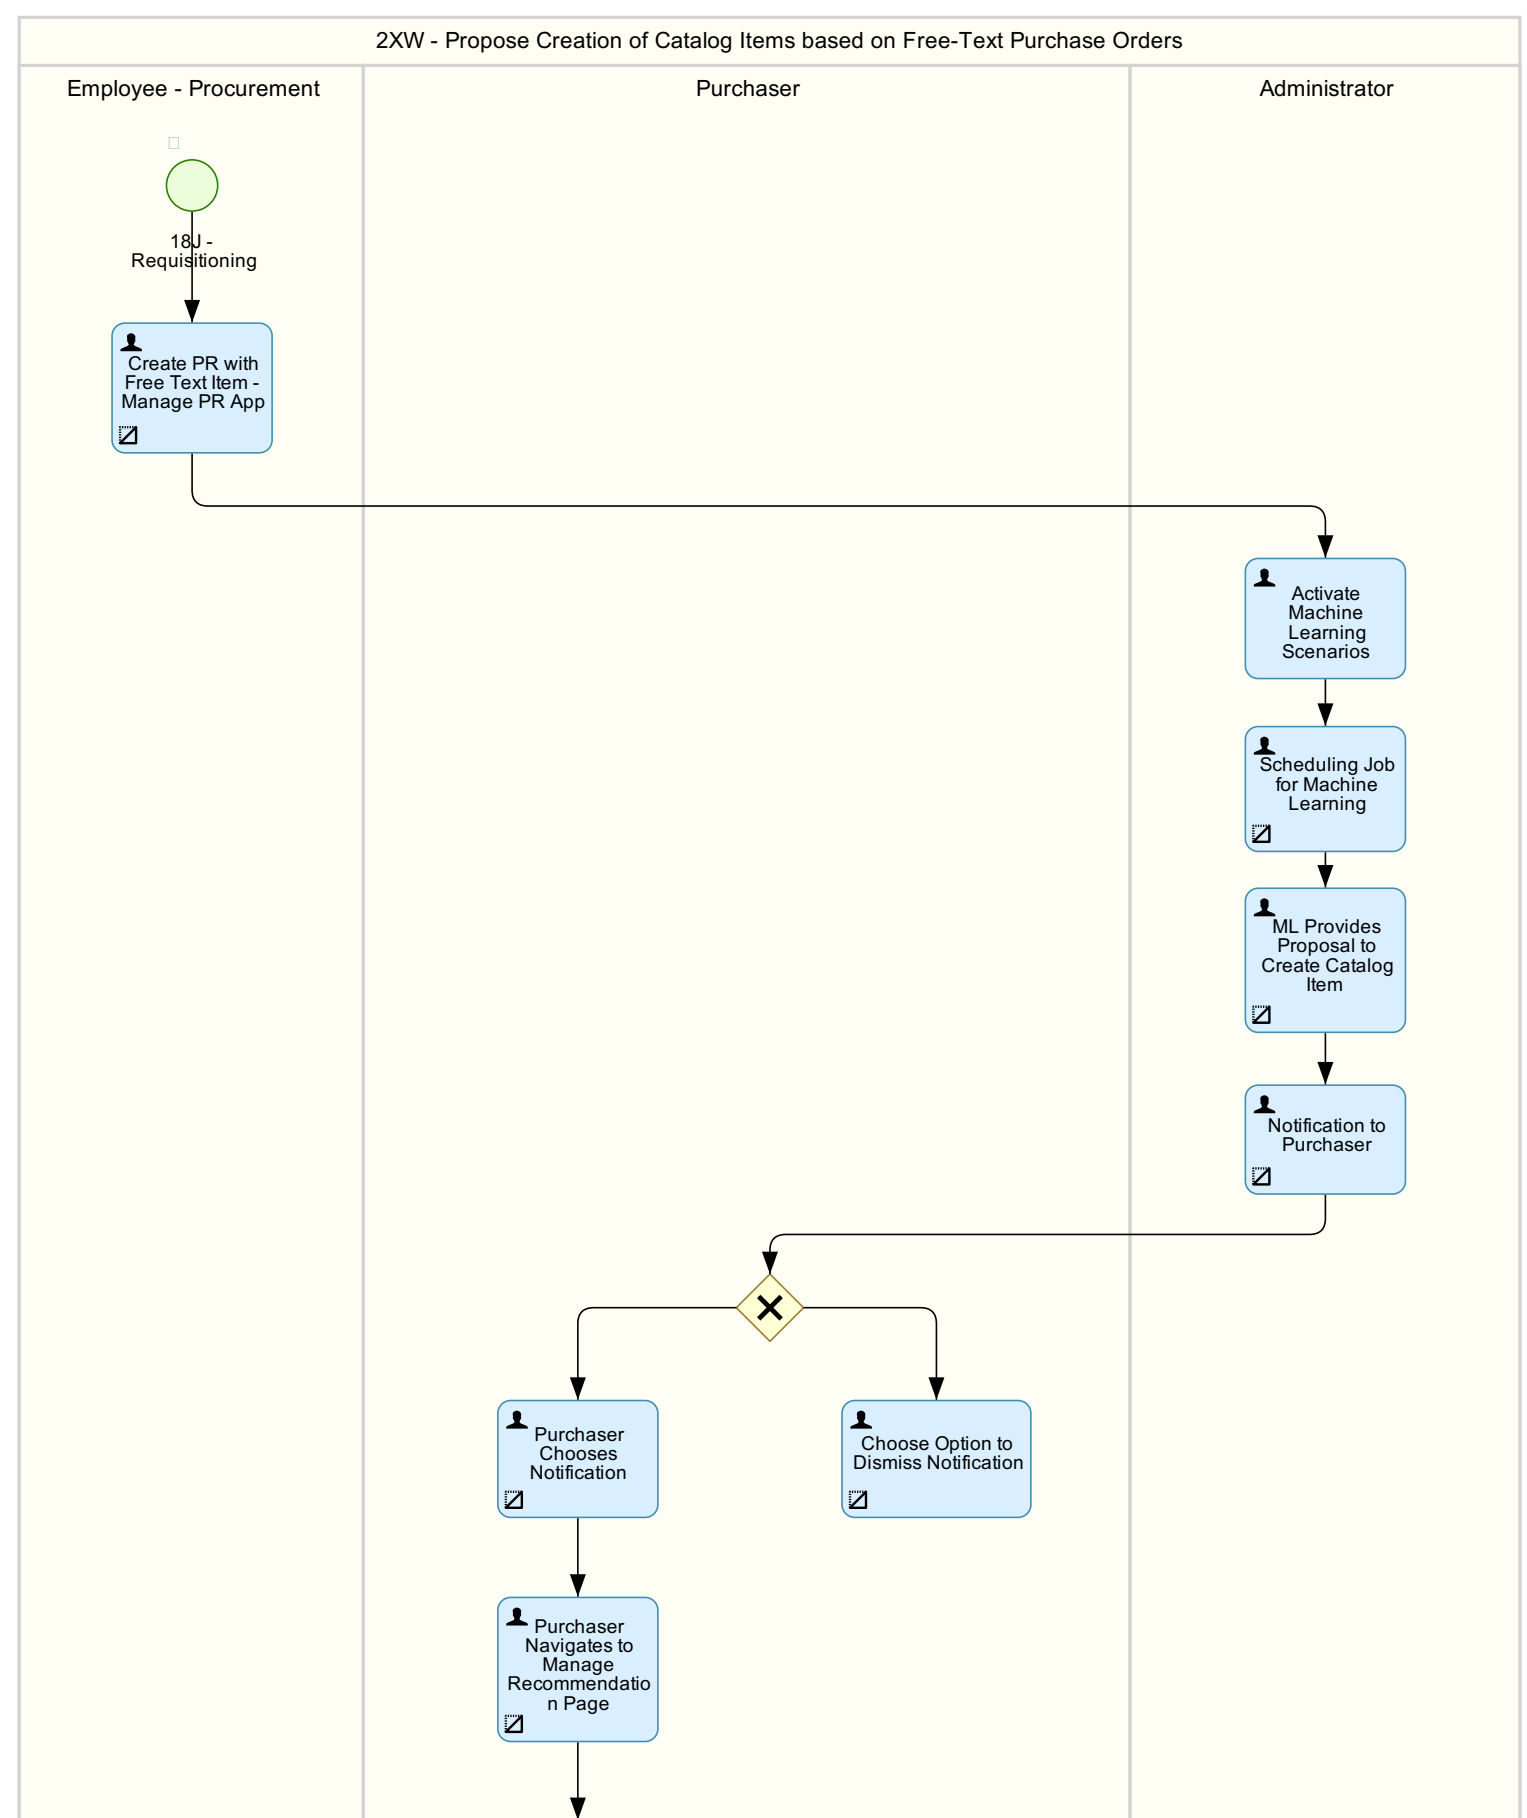 2XW - Propose Creation of Catalog Items based on Free-Text Purchase Orders
Employee - Procurement
Purchaser
Administrator
18J -
Requisitioning
Create PR with
Free Text Item -
Manage PR App
Activate
Machine
Learning
Scenarios
Scheduling Job
for Machine
Learning
ML Provides
Proposal to
Create Catalog
Item
Notification to
Purchaser
Purchaser
Chooses
Notification
Choose Option to
Dismiss Notification
Purchaser
Navigates to
Manage
Recommendatio
n Page